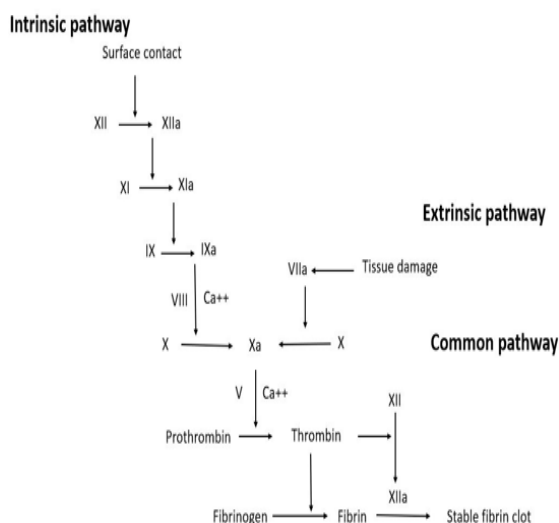 Intrinsic pathway
Surface contact
XII XIIa
XI XIa
Extrinsic pathway
IX IXa
VIIa Tissue damage
VIII Ca++
X Xa X Common pathway
V Ca++ XII
Prothrombin Thrombin
XIIa
Fibrinogen Fibrin Stable fibrin clot